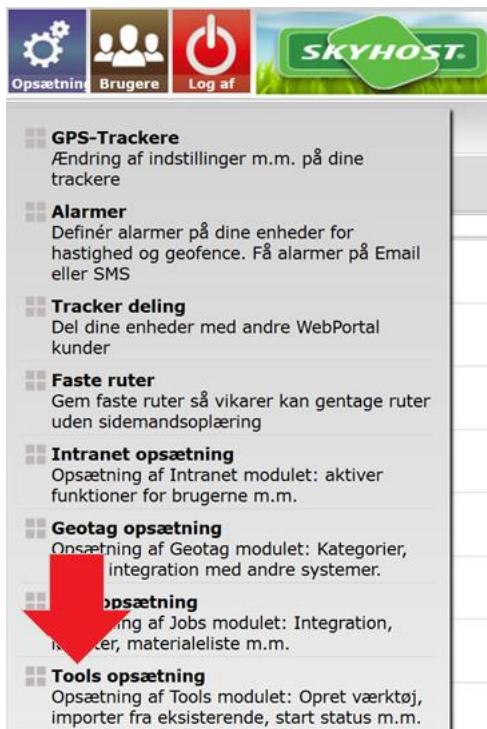 Opsætning
Brugere
Log af
SKYHOST
GPS-Trackere
Ændring af indstillinger m.m. på dine
trackere
Alarmer
Definér alarmer på dine enheder for
hastighed og geofence. Få alarmer på Email
eller SMS
Tracker deling
Del dine enheder med andre WebPortal
kunder
Faste ruter
Gem faste ruter så vikarer kan gentage ruter
uden sidemandsoplæring
Intranet opsætning
Opsætning af Intranet modulet: aktiver
funktioner for brugerne m.m.
Geotag opsætning
Opsætning af Geotag modulet: Kategorier,
integration med andre systemer.
opsætning
af Jobs modulet: Integration,
materialeliste m.m.
Tools opsætning
Opsætning af Tools modulet: Opret værktøj,
importer fra eksisterende, start status m.m.